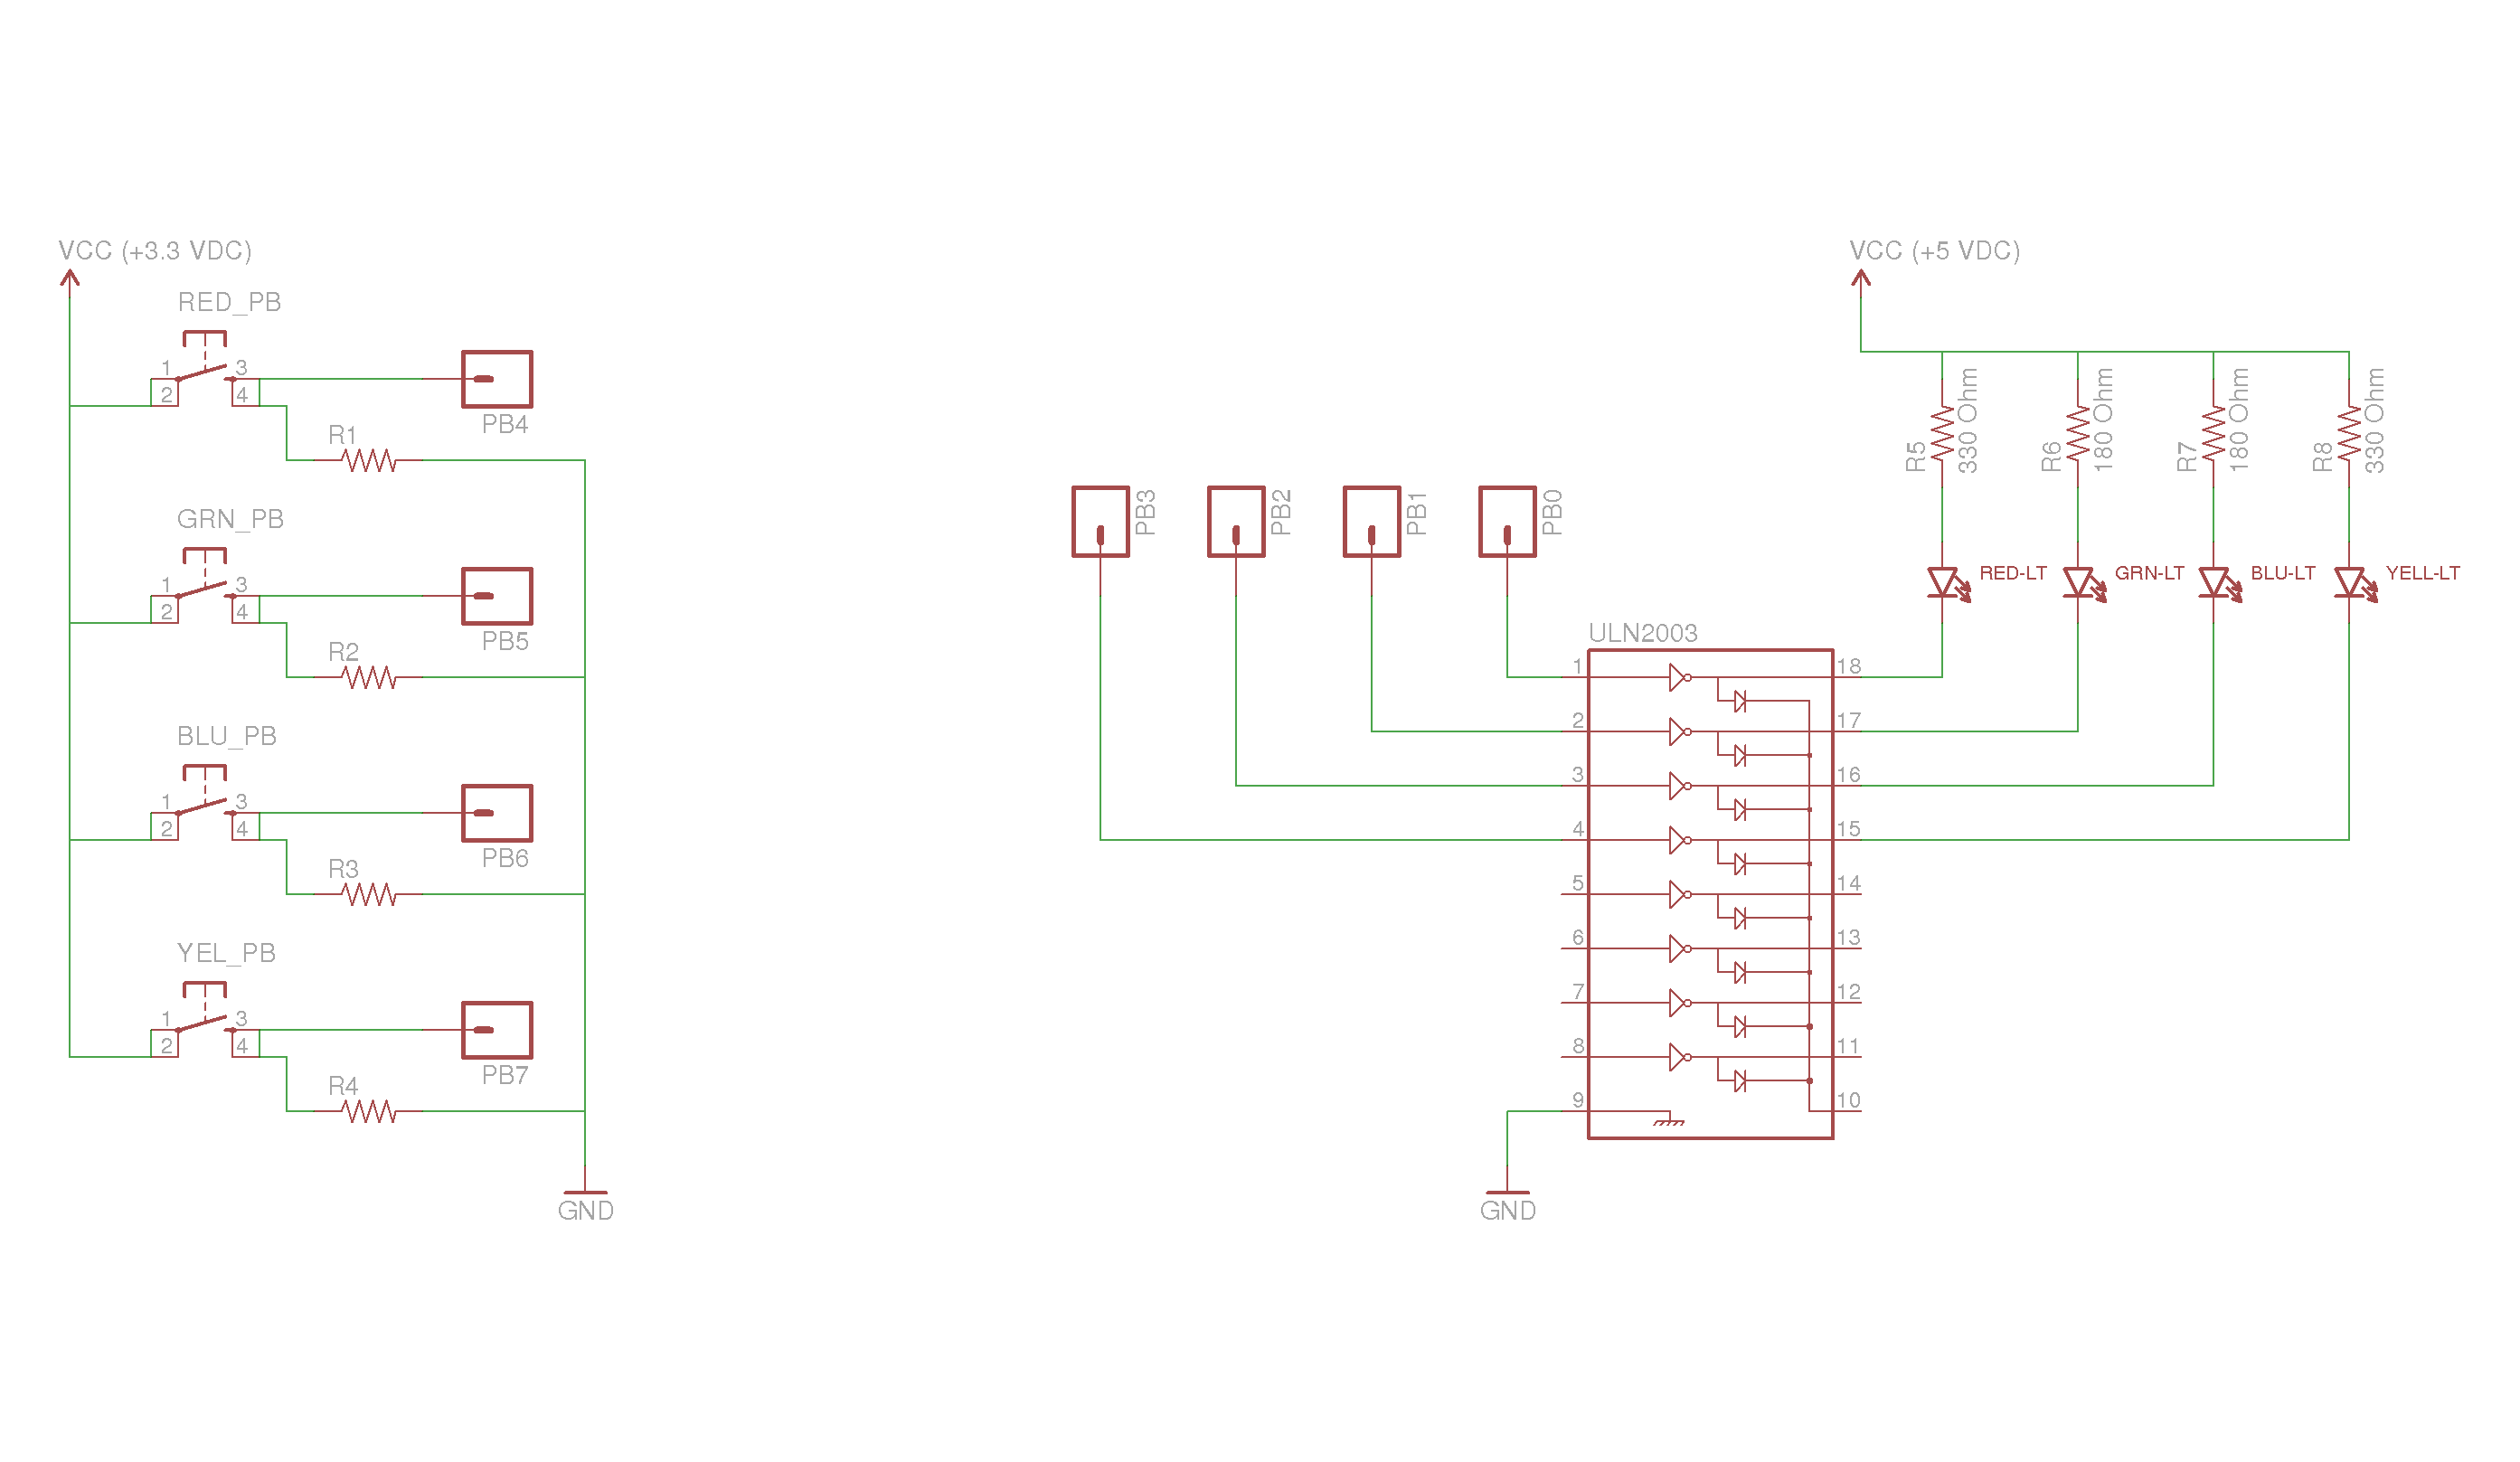 VCC (+3.3 VDC)
RED_PB
1
3
2
4
PB4
R1
GRN_PB
1
3
2
4
PB5
R2
BLU_PB
1
3
2
4
PB6
R3
YEL_PB
1
3
2
4
PB7
R4
GND
PB3
PB2
PB1
PB0
ULN2003
1
18
2
17
3
16
4
15
5
14
6
13
7
12
8
11
9
10
GND
VCC (+5 VDC)
R5
330 Ohm
R6
180 Ohm
R7
180 Ohm
R8
330 Ohm
RED-LT
GRN-LT
BLU-LT
YELL-LT